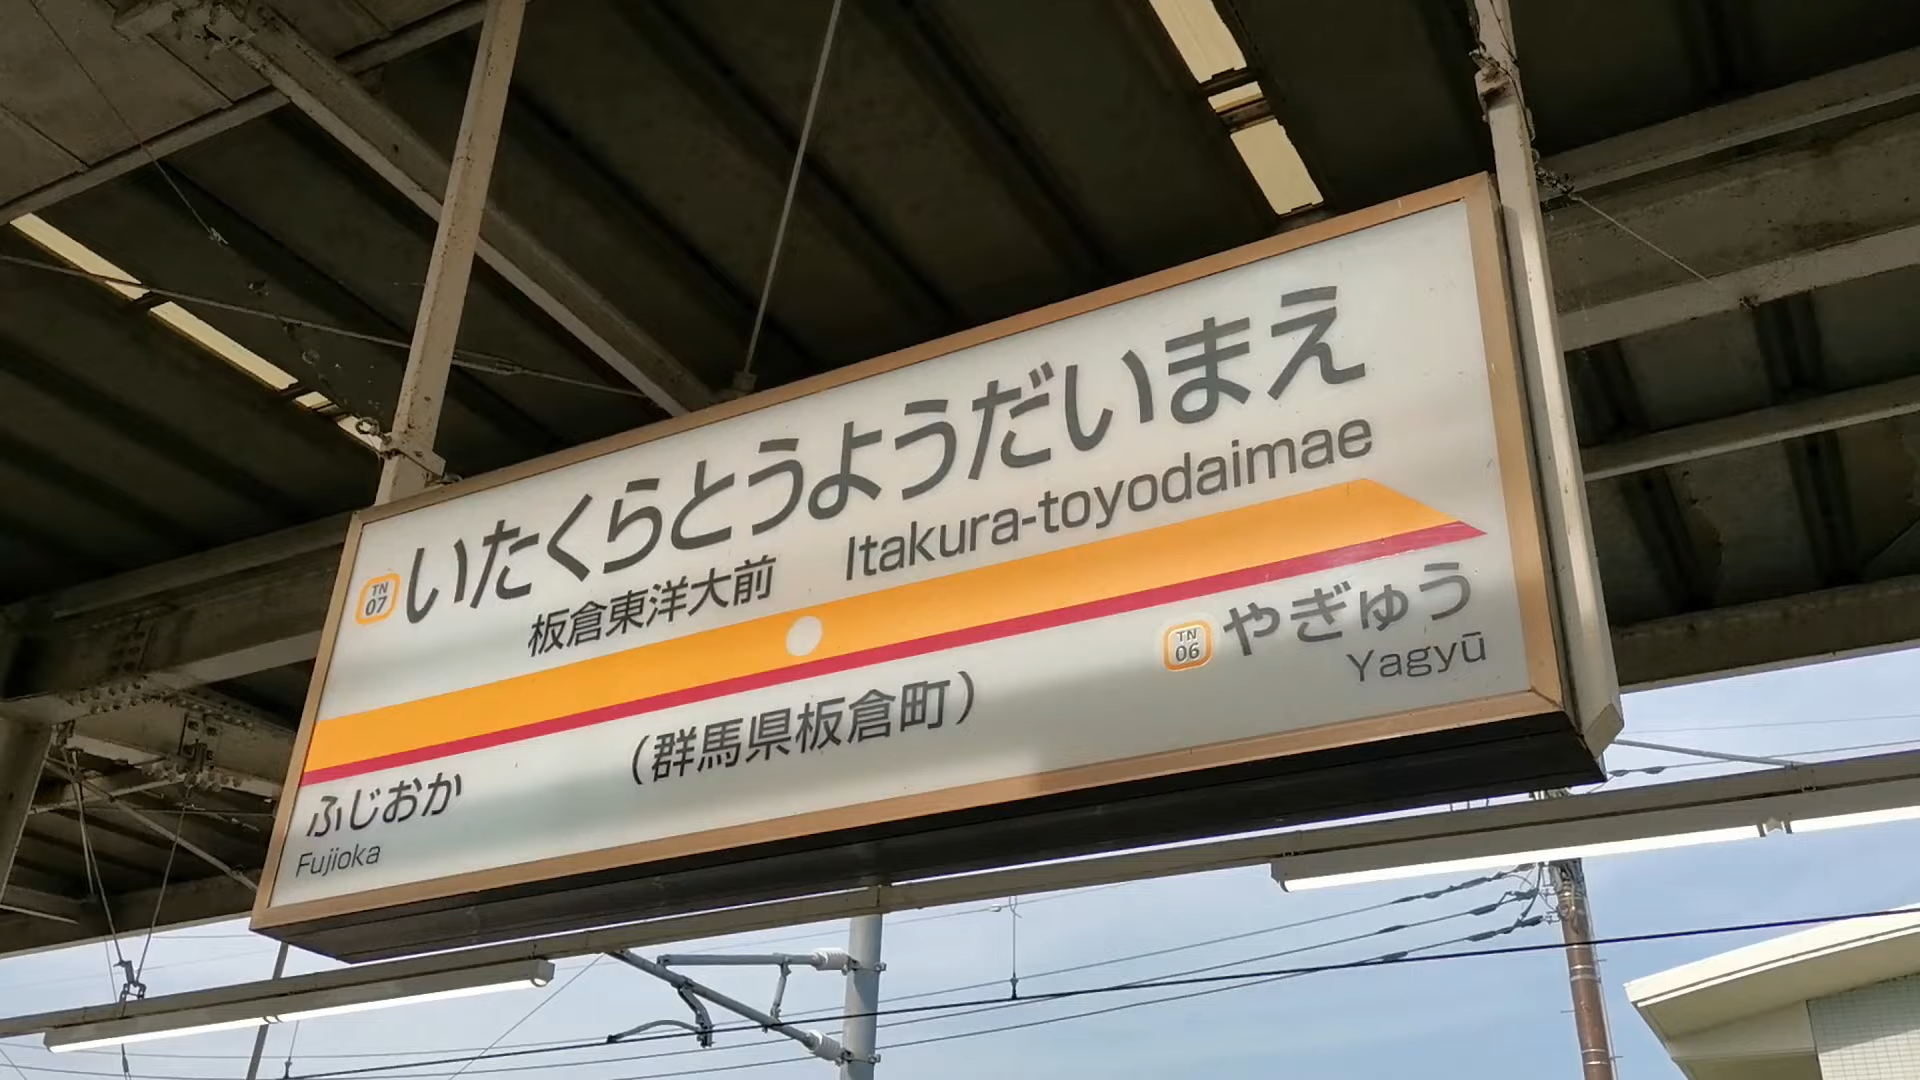 TN
07
いたくらとうようだいまえ
板倉東洋大前
Itakura-toyodaimae
TN
06
やぎゅう
Yagyū
(群馬県板倉町)
ふじおか
Fujioka